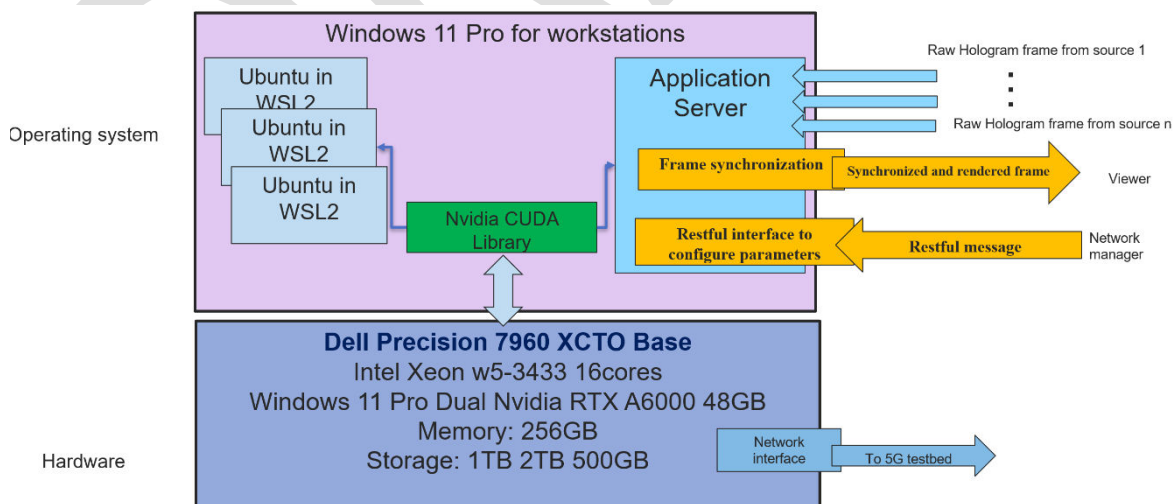 Windows 11 Pro for workstations
Operating system
Ubuntu in
WSL2
Ubuntu in
WSL2
Ubuntu in
WSL2
Nvidia CUDA
Library
Application
Server
Raw Hologram frame from source 1
Raw Hologram frame from source n
Frame synchronization
Synchronized and rendered frame
Viewer
Restful interface to
configure parameters
Restful message
Network
manager
Dell Precision 7960 XCTO Base
Intel Xeon w5-3433 16cores
Windows 11 Pro Dual Nvidia RTX A6000 48GB
Memory: 256GB
Storage: 1TB 2TB 500GB
Hardware
Network
interface
To 5G testbed